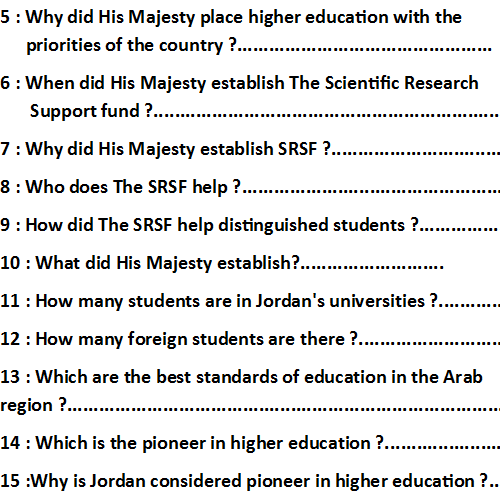 5 : Why did His Majesty place higher education with the
priorities of the country ?................................................
6 : When did His Majesty establish The Scientific Research
Support fund ?.................................................................
7 : Why did His Majesty establish SRSF ?................................
8 : Who does The SRSF help ?................................................
9 : How did The SRSF help distinguished students ?...............
10 : What did His Majesty establish?...........................
11 : How many students are in Jordan's universities ?............
12 : How many foreign students are there ?...........................
13 : Which are the best standards of education in the Arab
region ?.................................................................................
14 : Which is the pioneer in higher education ?......................
15 :Why is Jordan considered pioneer in higher education ?..